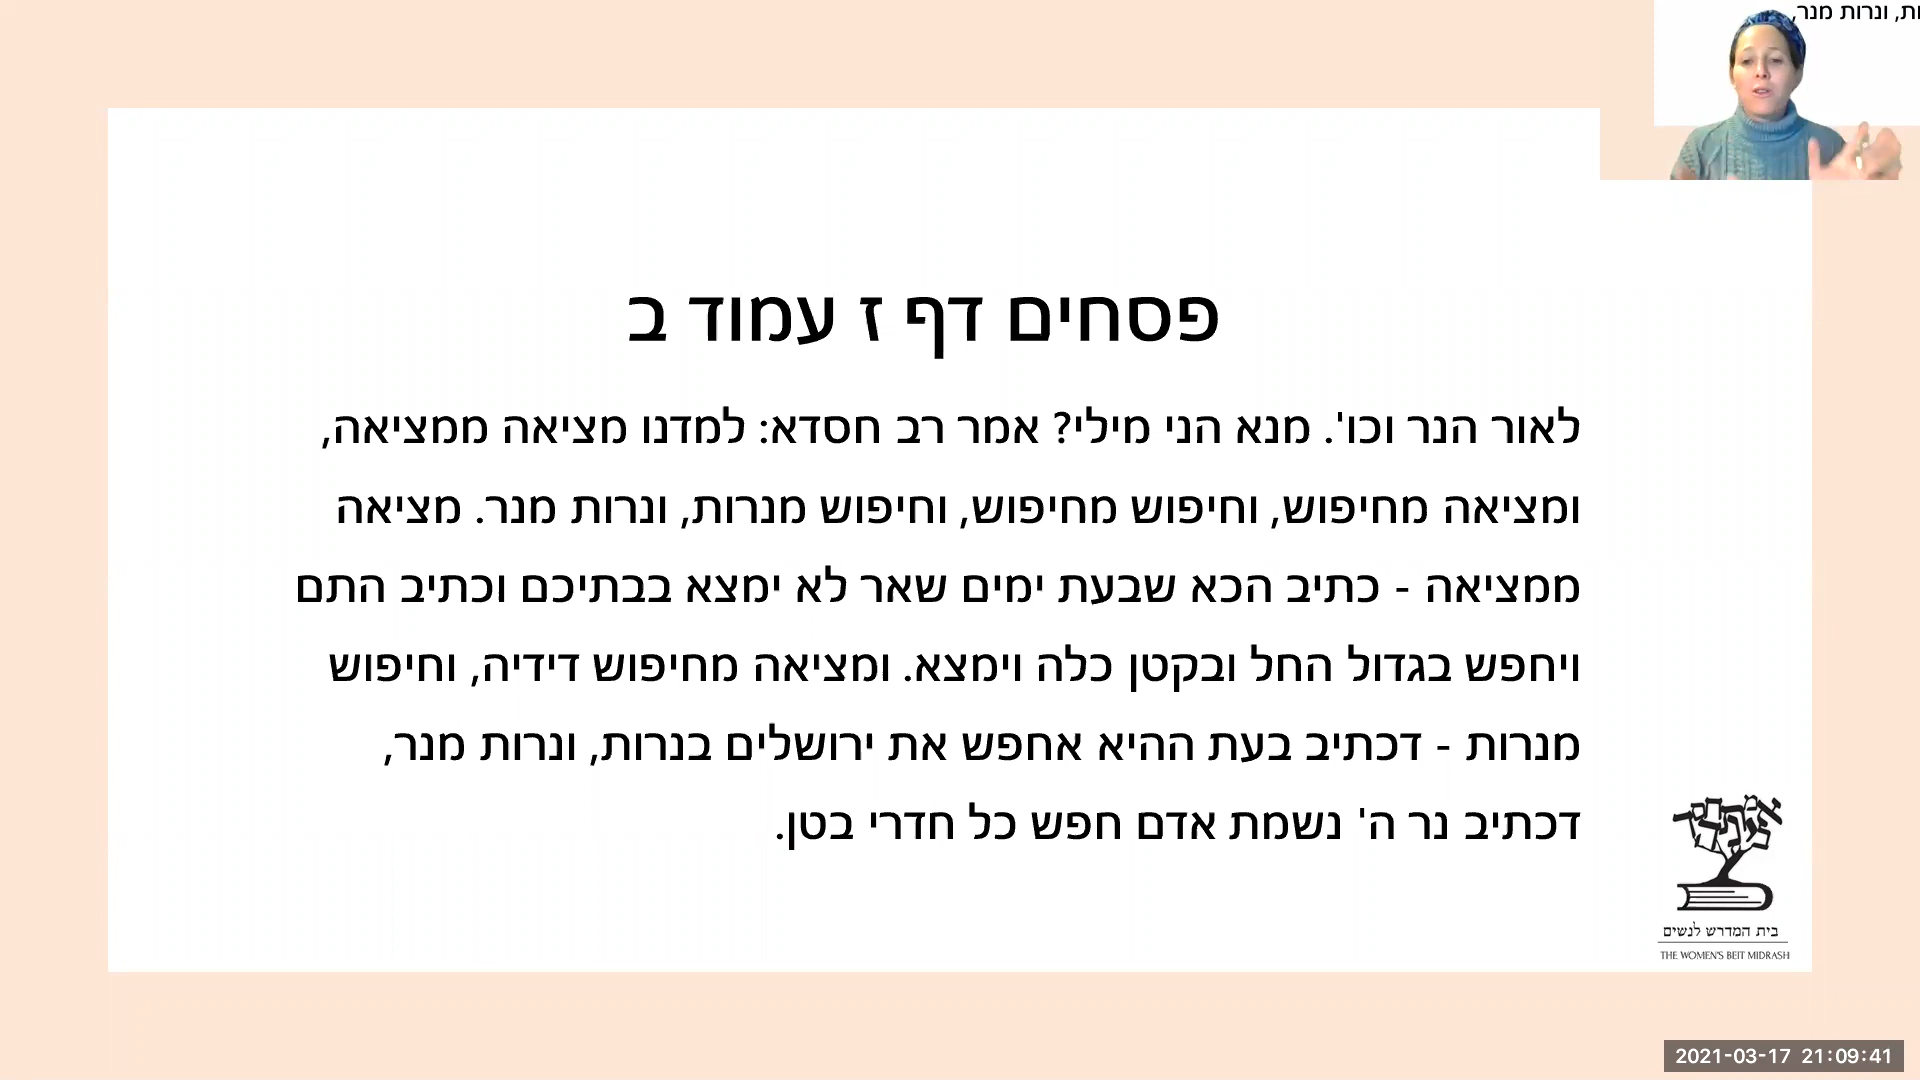 ות, ונרות מנר,
פסחים דף ז עמוד ב
לאור הנר וכו'. מנא הני מילי? אמר רב חסדא: למדנו מציאה ממציאה,
ומציאה מחיפוש, וחיפוש מחיפוש, וחיפוש מנרות, ונרות מנר. מציאה
ממציאה - כתיב הכא שבעת ימים שאר לא ימצא בבתיכם וכתיב התם
ויחפש בגדול החל ובקטן כלה וימצא. ומציאה מחיפוש דידיה, וחיפוש
מנרות - דכתיב בעת ההיא אחפש את ירושלים בנרות, ונרות מנר,
דכתיב נר ה' נשמת אדם חפש כל חדרי בטן.
בית המדרש לנשים
THE WOMEN'S BEIT MIDRASH
2021-03-17 21:09:41